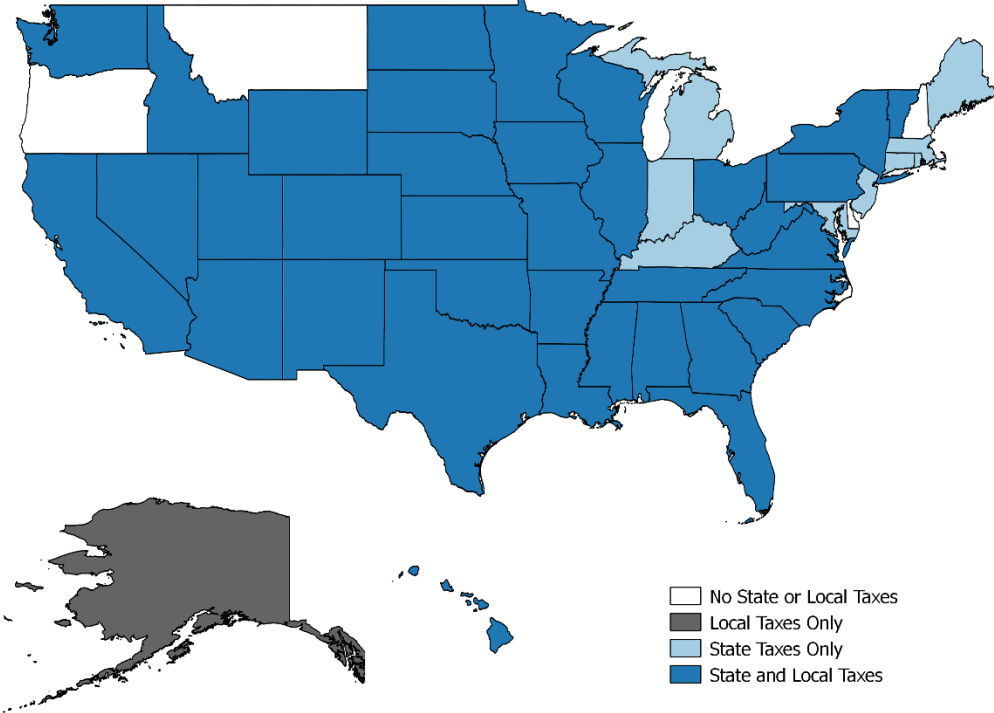 No State or Local Taxes
Local Taxes Only
State Taxes Only
State and Local Taxes